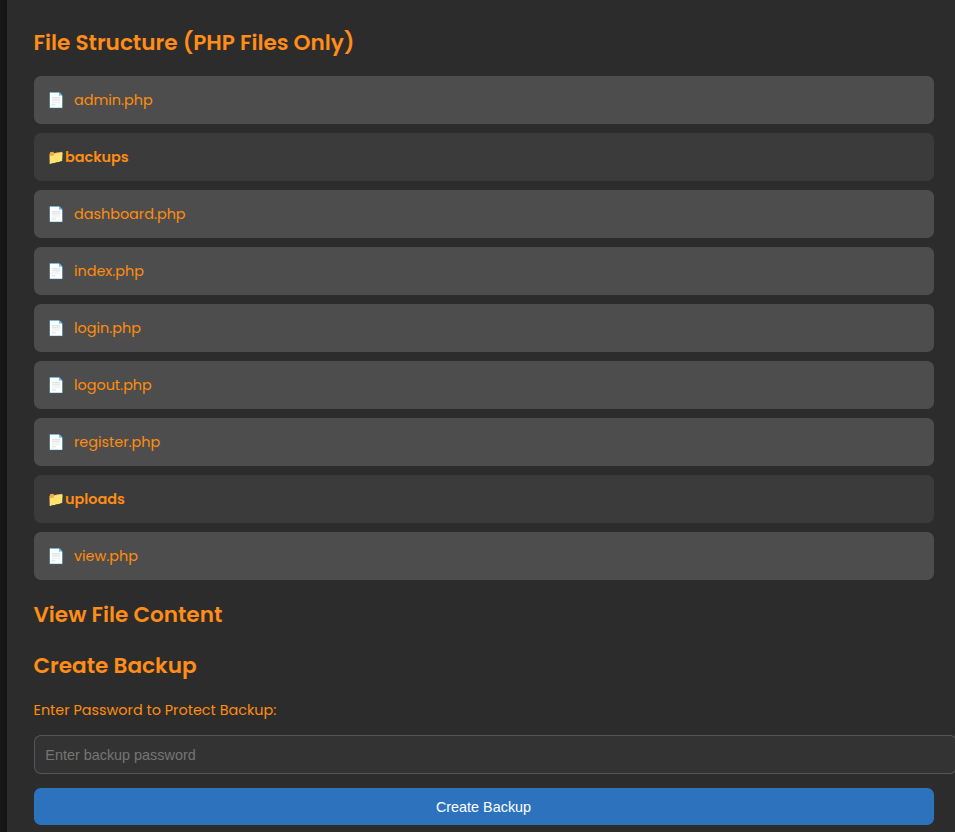 File Structure (PHP Files Only)
admin.php
backups
dashboard.php
index.php
login.php
logout.php
register.php
uploads
view.php
View File Content
Create Backup
Enter Password to Protect Backup:
Enter backup password
Create Backup